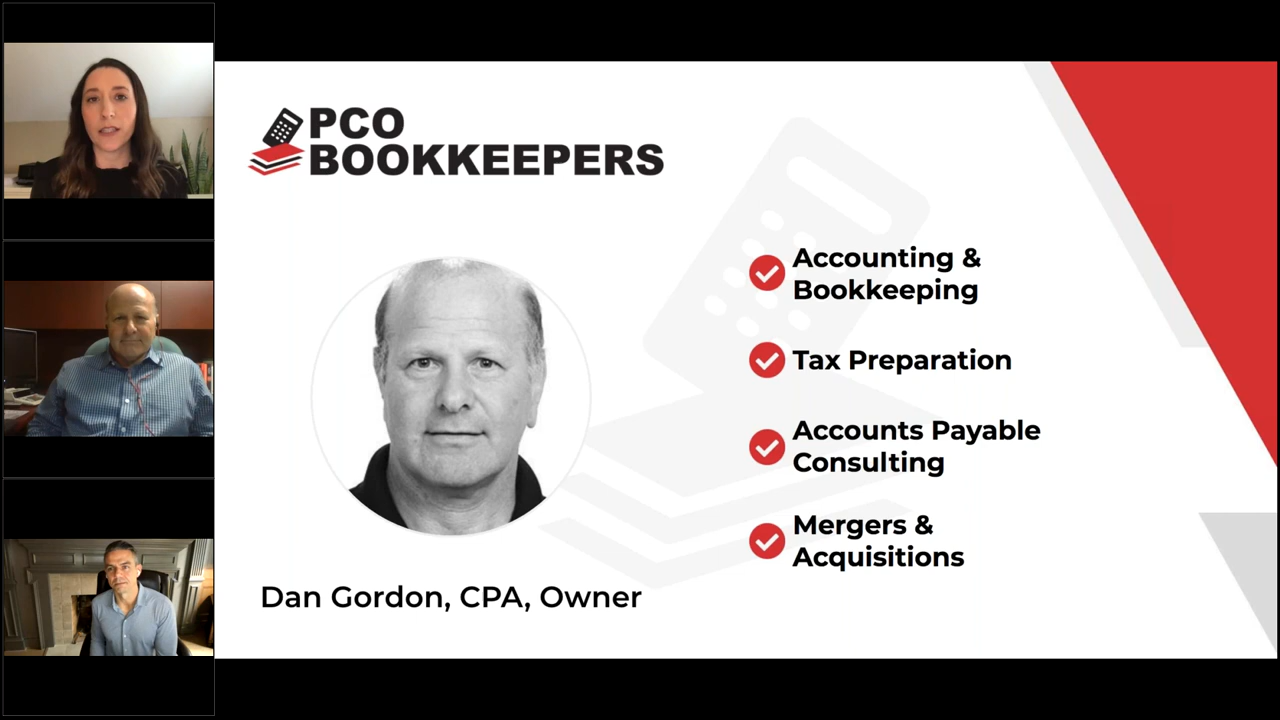 PCO
BOOKKEEPERS
Accounting &
Bookkeeping
Tax Preparation
Accounts Payable
Consulting
Mergers &
Acquisitions
Dan Gordon, CPA, Owner